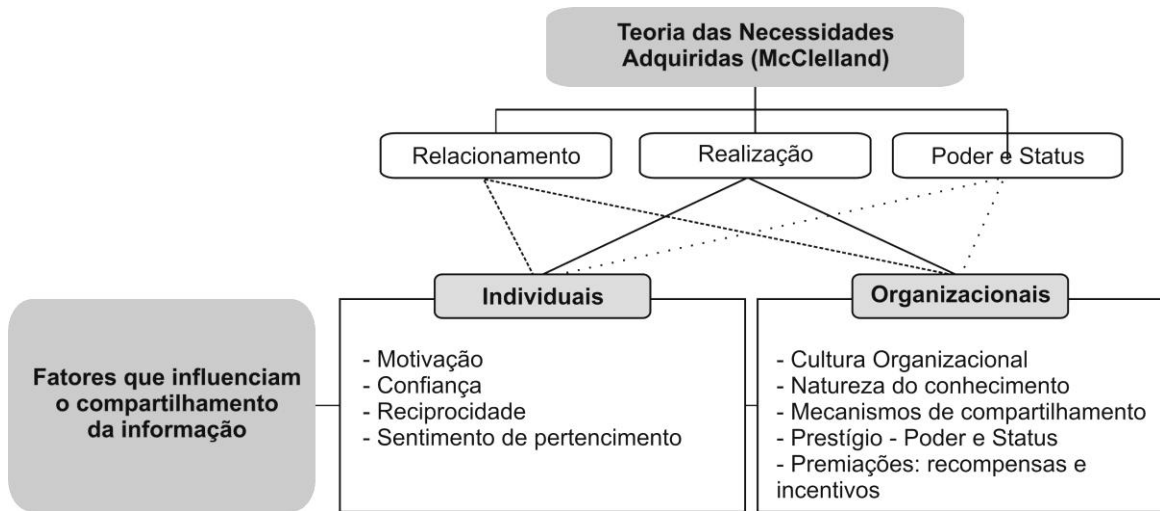 Teoria das Necessidades
Adquiridas (McClelland)
Relacionamento
Realização
Poder e Status
Individuais
Organizacionais
Fatores que influenciam
o compartilhamento
da informação
- Motivação
- Confiança
- Reciprocidade
- Sentimento de pertencimento
- Cultura Organizacional
- Natureza do conhecimento
- Mecanismos de compartilhamento
- Prestígio - Poder e Status
- Premiações: recompensas e
incentivos